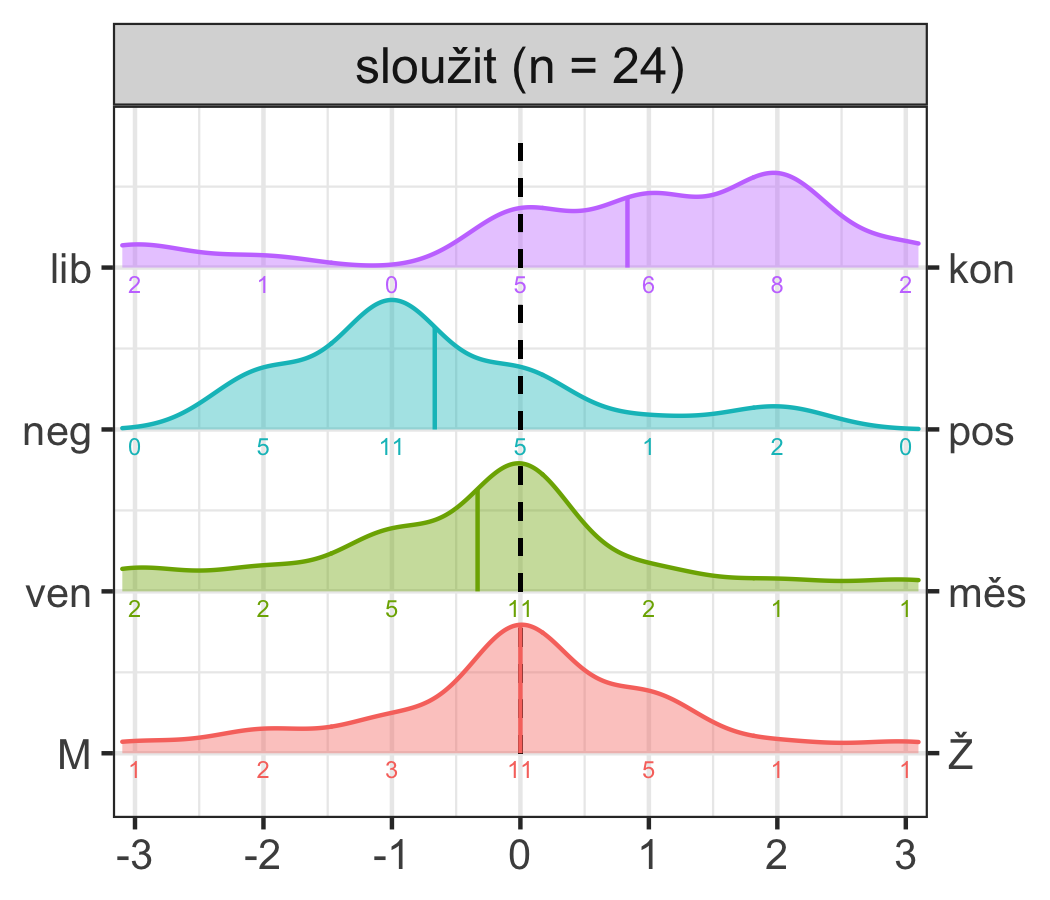 sloužit (n = 24)
lib kon
2 1 0 5 6 8 2
neg pos
0 5 11 5 1 2 0
ven měs
2 2 5 11 2 1 1
M Ž
1 2 3 11 5 1 1
-3 -2 -1 0 1 2 3